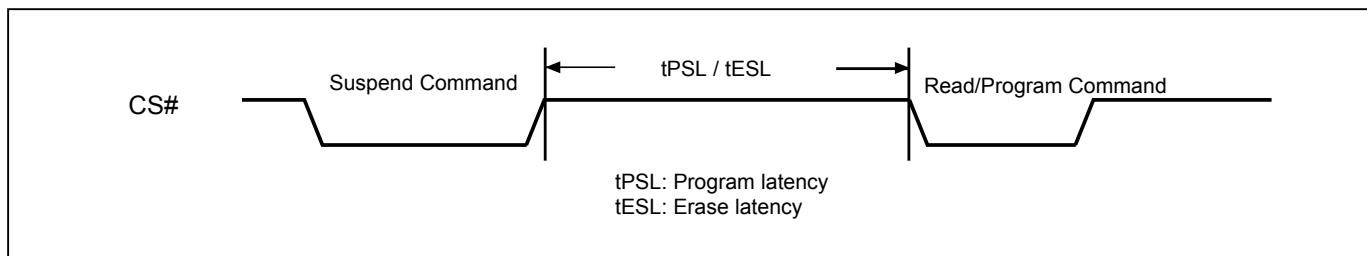 Suspend Command
tPSL / tESL
Read/Program Command
CS#
tPSL: Program latency
tESL: Erase latency